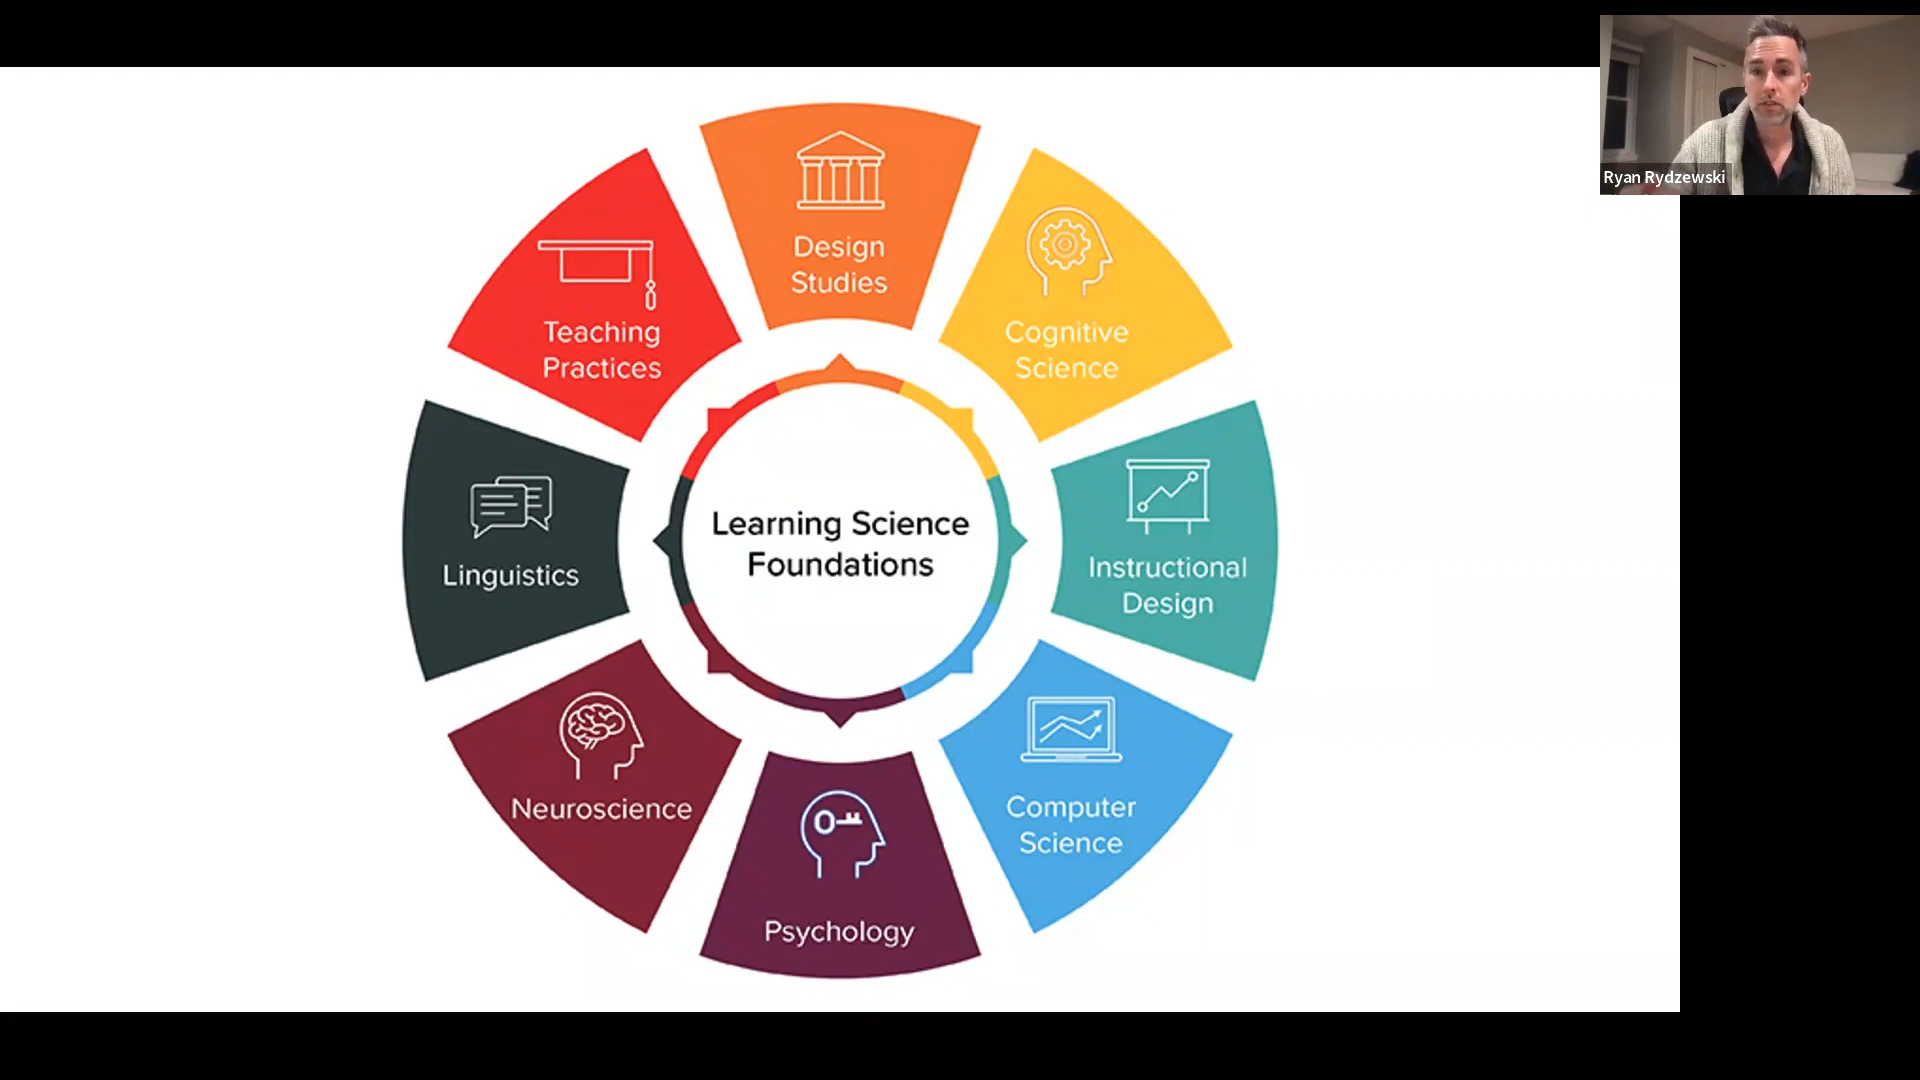 Ryan Rydzewski
Design
Studies
Cognitive
Science
Instructional
Design
Computer
Science
Psychology
Neuroscience
Linguistics
Teaching
Practices
Learning Science
Foundations